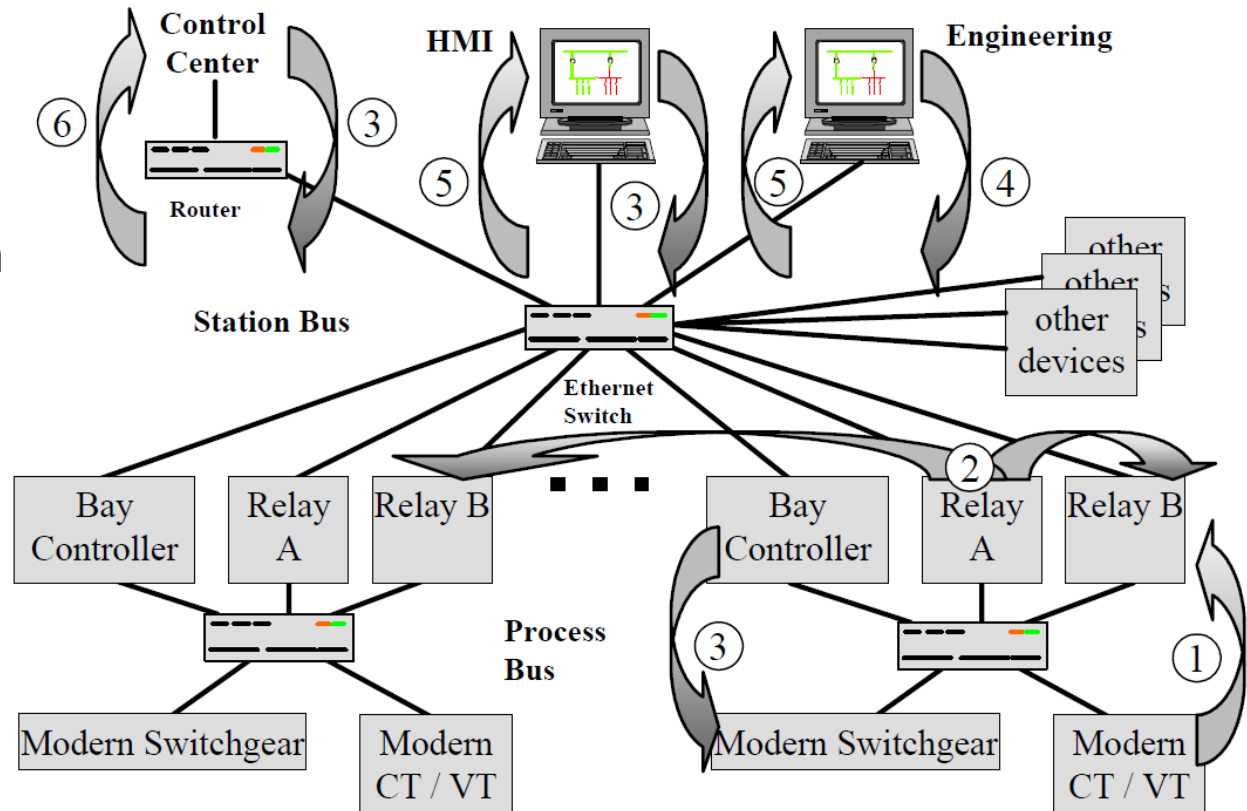 Control
Center
HMI
Engineering
6
3
5
3
5
4
Router
Station Bus
other
other
s
other
devices
s
Ethernet
Switch
2
Bay
Controller
Relay
A
Relay B
. . .
Bay
Controller
Relay
A
Relay B
Process
Bus
3
1
Modern Switchgear
Modern
CT / VT
Modern Switchgear
Modern
CT / VT